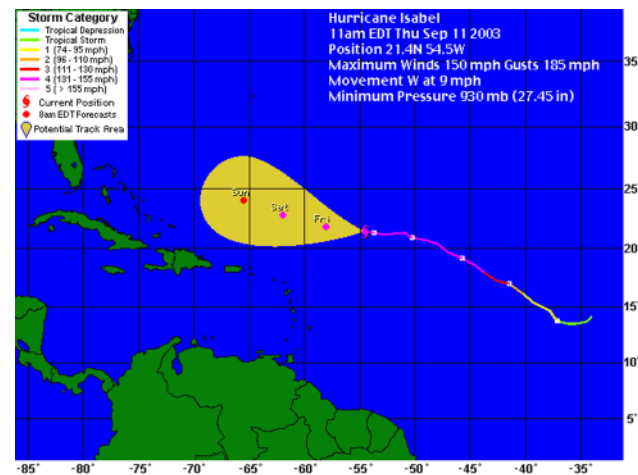 Storm Category
Tropical Depression
Tropical Storm
1 (74 - 95 mph)
2 (96 - 110 mph)
3 (111 - 130 mph)
4 (131 - 155 mph)
5 ( > 155 mph)
Current Position
8am EDT Forecasts
Potential Track Area
Hurricane Isabel
11am EDT Thu Sep 11 2003
Position 21.4N 54.5W
Maximum Winds 150 mph Gusts 185 mph
Movement W at 9 mph
Minimum Pressure 930 mb (27.45 in)
35°
30°
25°
20°
15°
10°
5°
Sun
Sat
Fri
-85° -80° -75° -70° -65° -60° -55° -50° -45° -40° -35°